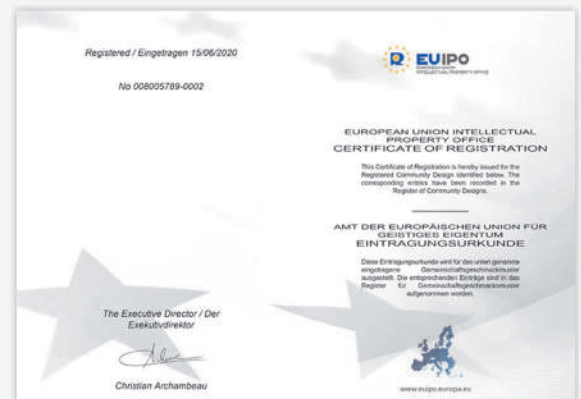 Registered / Eingetragen 15/06/2020
No 008005789-0002
The Executive Director / Der
Exekutivdirektor
Christian Archambeau
EUIPO
EUROPEAN UNION
INTELLECTUAL PROPERTY OFFICE
EUROPEAN UNION INTELLECTUAL
PROPERTY OFFICE
CERTIFICATE OF REGISTRATION
This Certificate of Registration is hereby issued for the
Registered Community Design identified below. The
corresponding entries have been recorded in the
Register of Community Designs.
AMT DER EUROPÄISCHEN UNION FÜR
GEISTIGES EIGENTUM
EINTRAGUNGSURKUNDE
Diese Eintragungsurkunde wird für das unten genannte
eingetragene Gemeinschaftsgeschmacksmuster
ausgestellt. Die entsprechenden Einträge sind in das
Register für Gemeinschaftsgeschmacksmuster
aufgenommen worden.
www.euipo.europa.eu